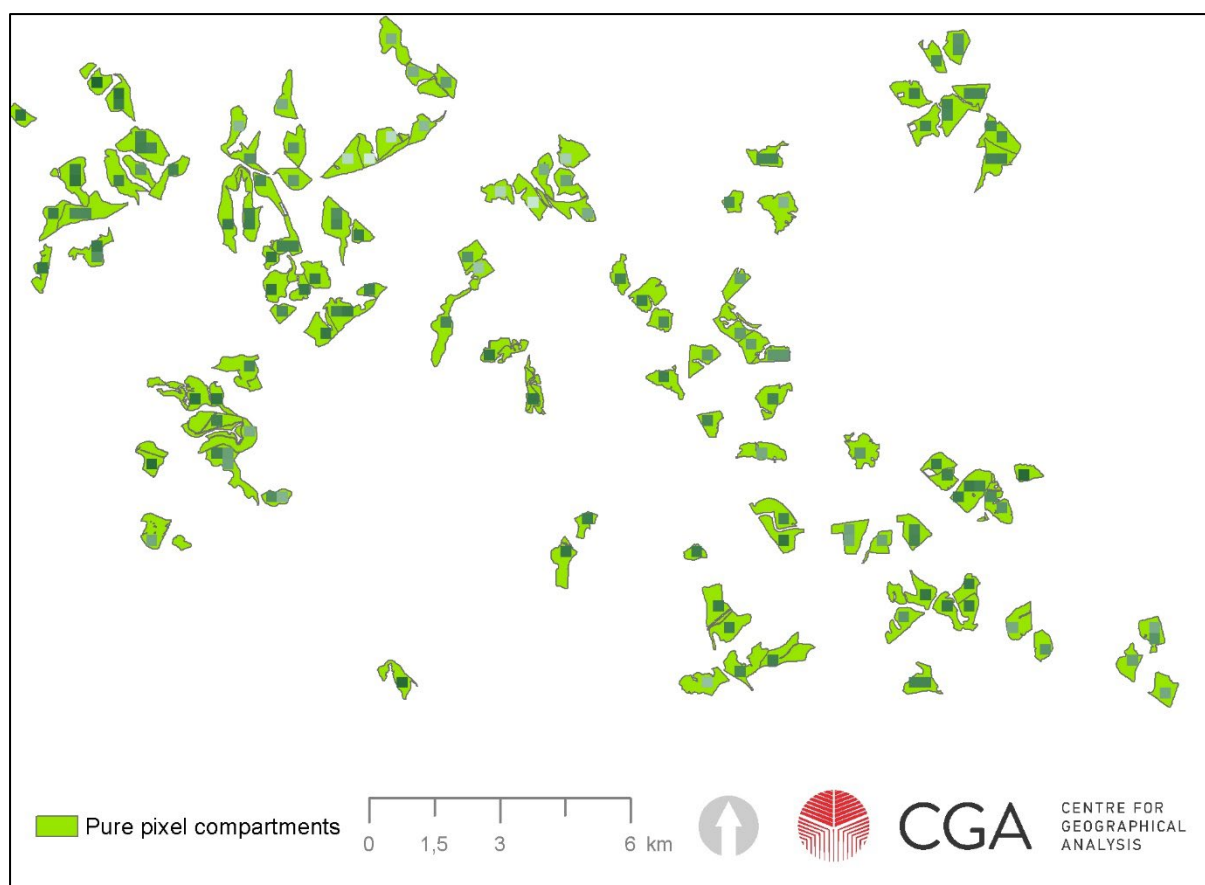 Pure pixel compartments
0 1,5 3 6 km
CGA
CENTRE FOR
GEOGRAPHICAL
ANALYSIS